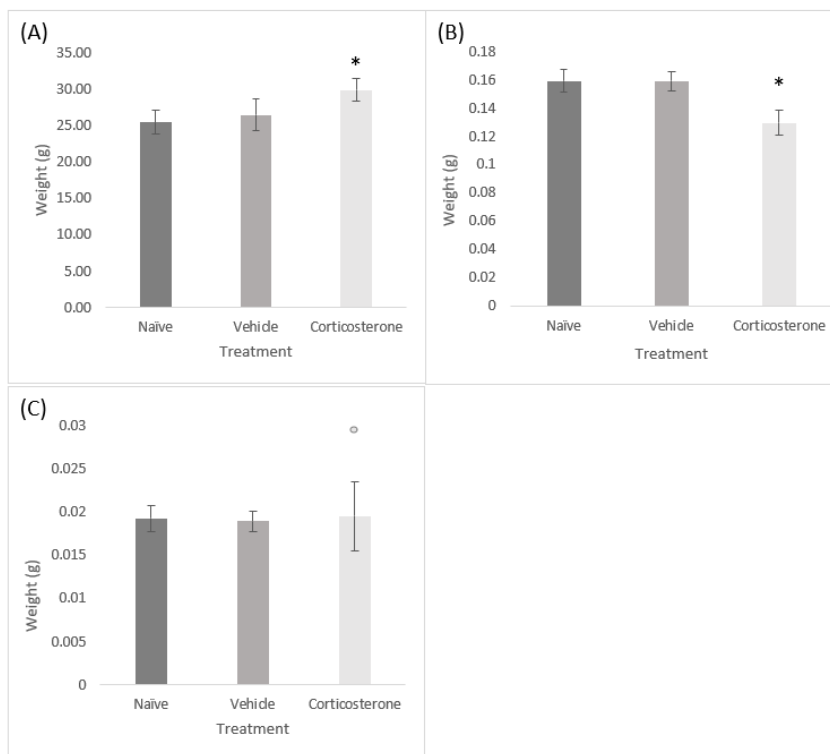 (A)
35.00
30.00
25.00
20.00
15.00
10.00
5.00
0.00
Weight (g)
*
Naïve Vehide Corticosterone
Treatment
(B)
0.18
0.16
0.14
0.12
0.1
0.08
0.06
0.04
0.02
0
Weight (g)
*
Naïve Vehicle Corticosterone
Treatment
(C)
0.03
0.025
0.02
0.015
0.01
0.005
0
Weight (g)
Naïve Vehide Corticosterone
Treatment